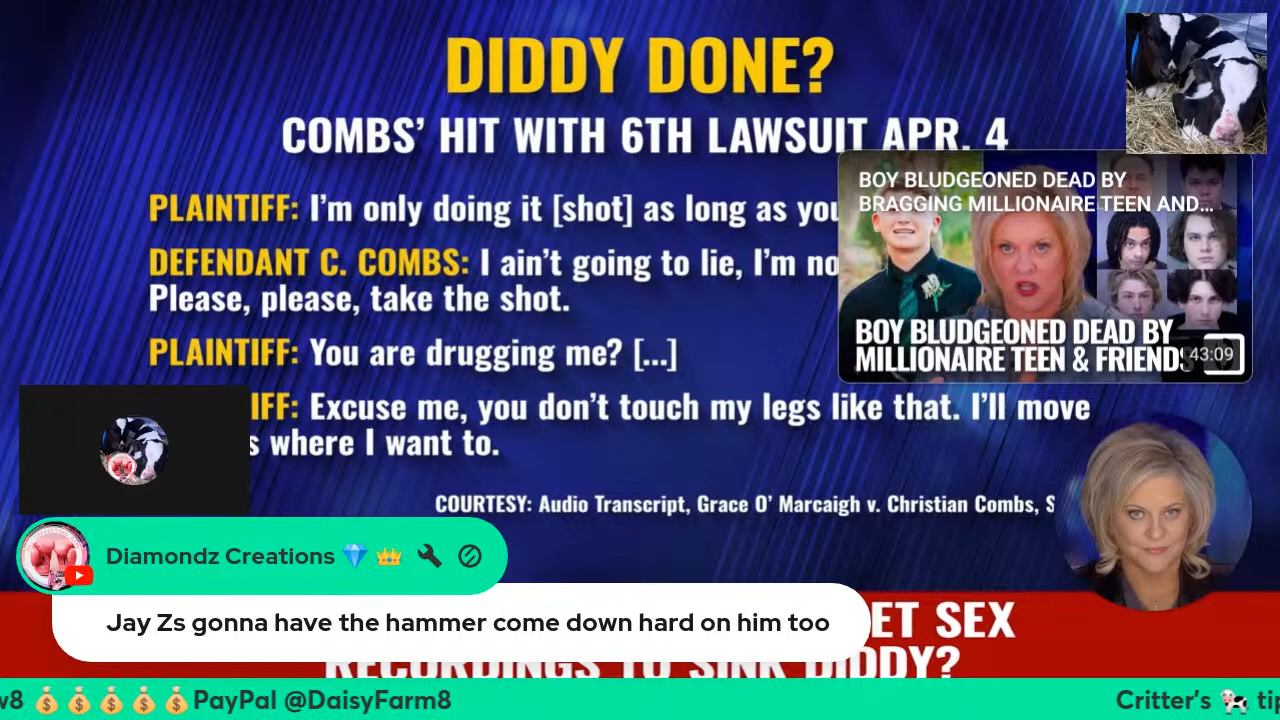 DIDDY DONE?
COMBS’ HIT WITH 6TH LAWSUIT APR. 4
PLAINTIFF: I’m only doing it [shot] as long as you
DEFENDANT C. COMBS: I ain’t going to lie, I’m
Please, please, take the shot.
PLAINTIFF: You are drugging me? [...]
Excuse me, you don’t touch my legs like that. I’ll move
where I want to.
COURTESY: Audio Transcript, Grace O’ Marcaigh v. Christian Combs,
BOY BLUDGEONED DEAD BY
BRAGGING MILLIONAIRE TEEN AND...
BOY BLUDGEONED DEAD BY
MILLIONAIRE TEEN & FRIENDS
43:09
Diamondz Creations 💎 👑
Jay Zs gonna have the hammer come down hard on him too
SEX
RECORDINGS TO SINK DIDDY?
💰 💰 💰 💰 💰 PayPal @DaisyFarm8
Critter's 🐄